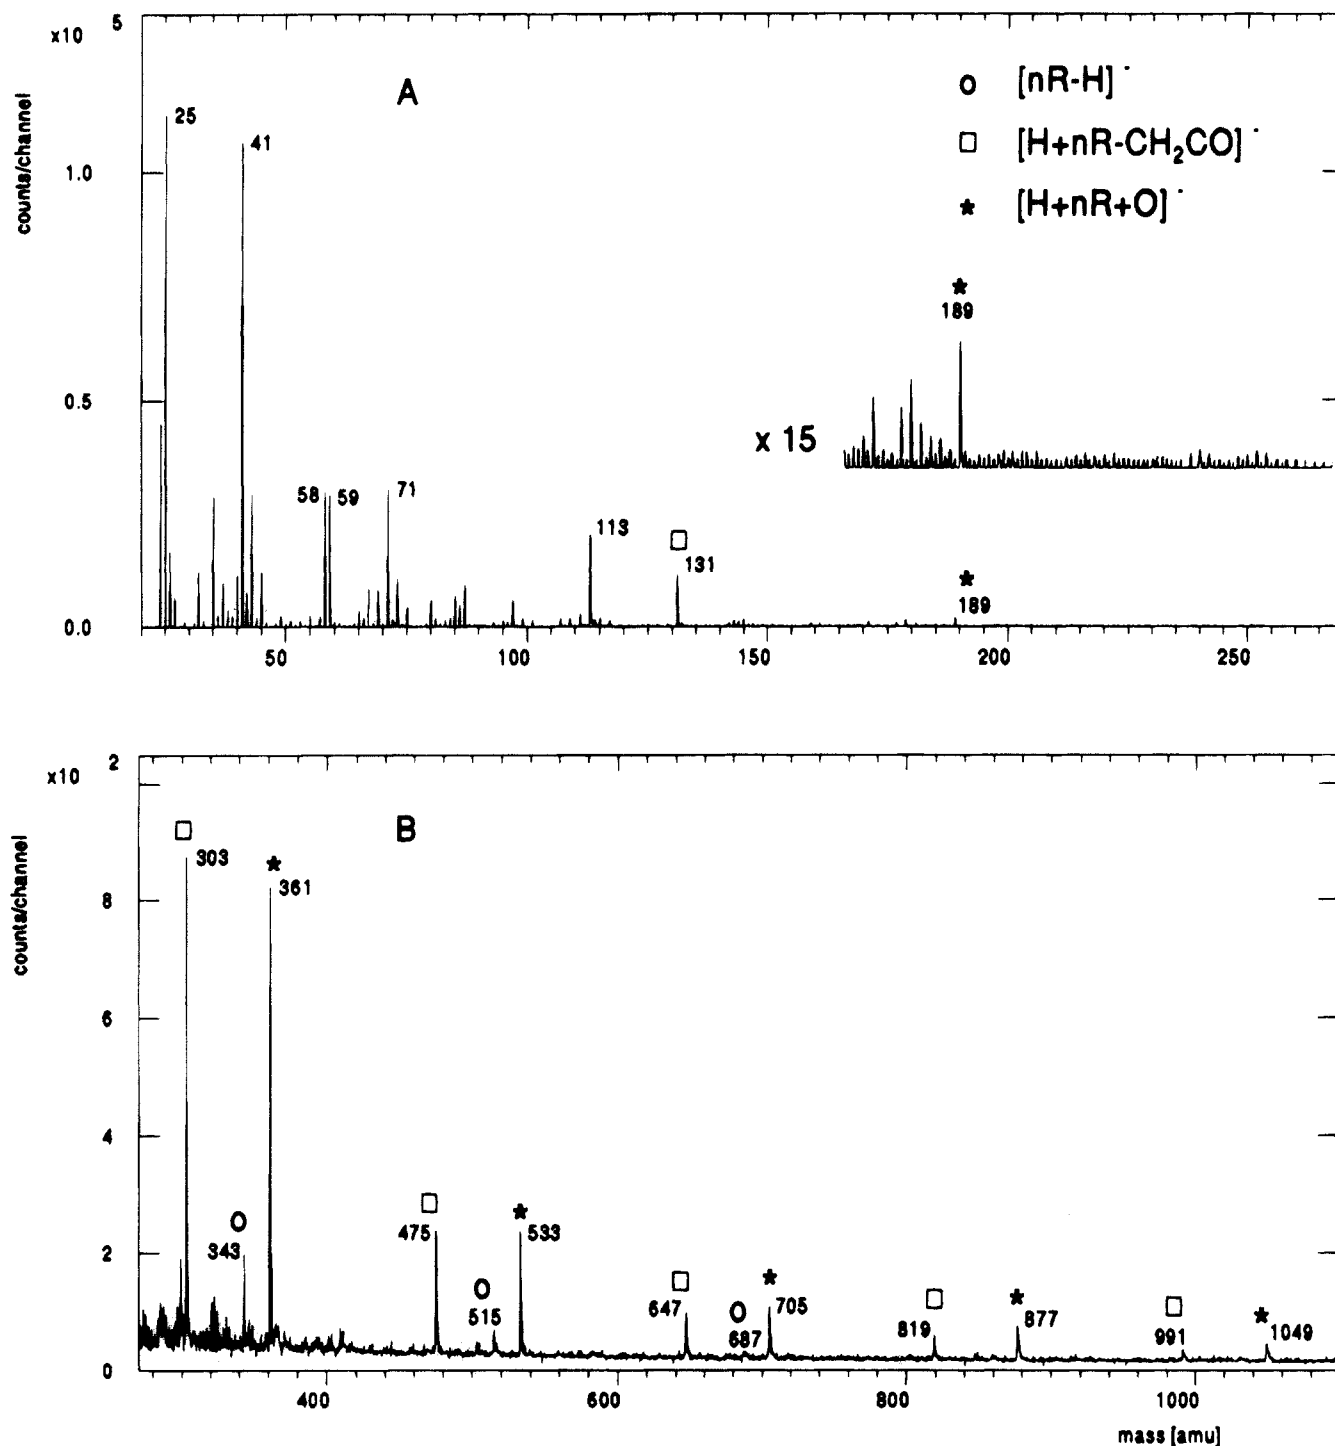 x10 5
A
O [nR-H]˙
□ [H+nR-CH₂CO]˙
★ [H+nR+O]˙
counts/channel
25
41
1.0
★
189
0.5
x 15
58 59 71
113
□
131
★
189
0.0
50 100 150 200 250
x10 2
B
counts/channel
□
303
★
361
8
6
4
□
475
★
533
O
343
2
O
515
□
647
O
687
★
705
□
819
★
877
□
991
★
1049
0
400 600 800 1000
mass [amu]